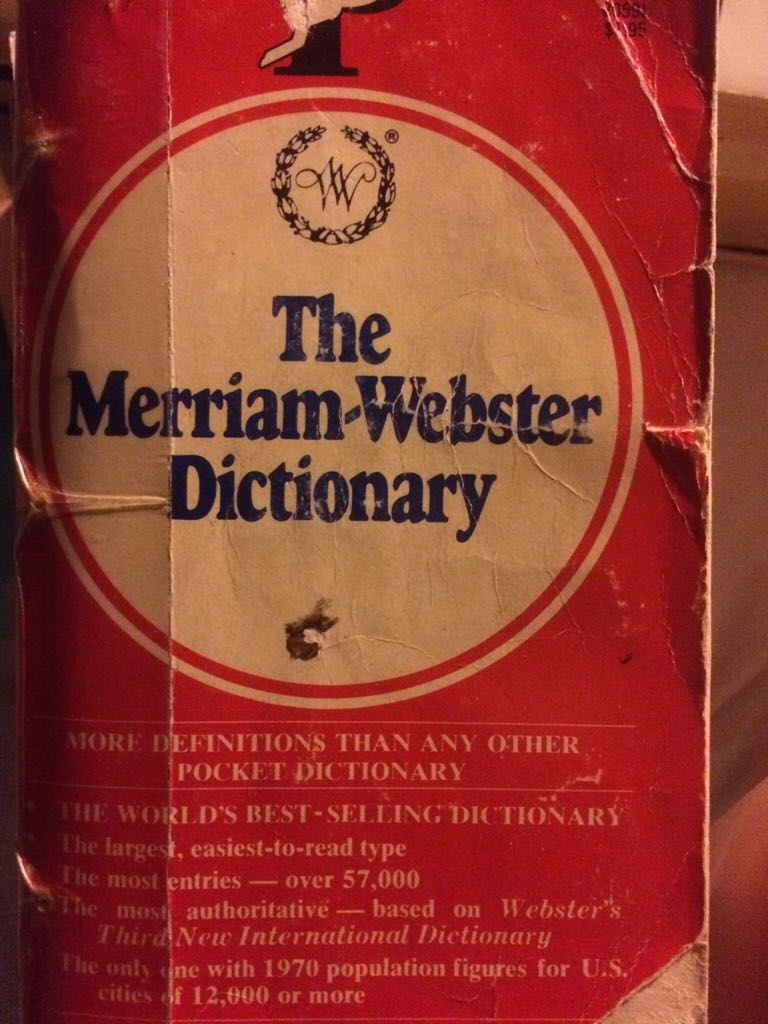 P
$1.95
®
W
The
Merriam-Webster
Dictionary
MORE DEFINITIONS THAN ANY OTHER
POCKET DICTIONARY
• THE WORLD'S BEST-SELLING DICTIONARY
• The largest, easiest-to-read type
The most entries — over 57,000
The most authoritative — based on Webster's
Third New International Dictionary
The only one with 1970 population figures for U.S.
cities of 12,000 or more